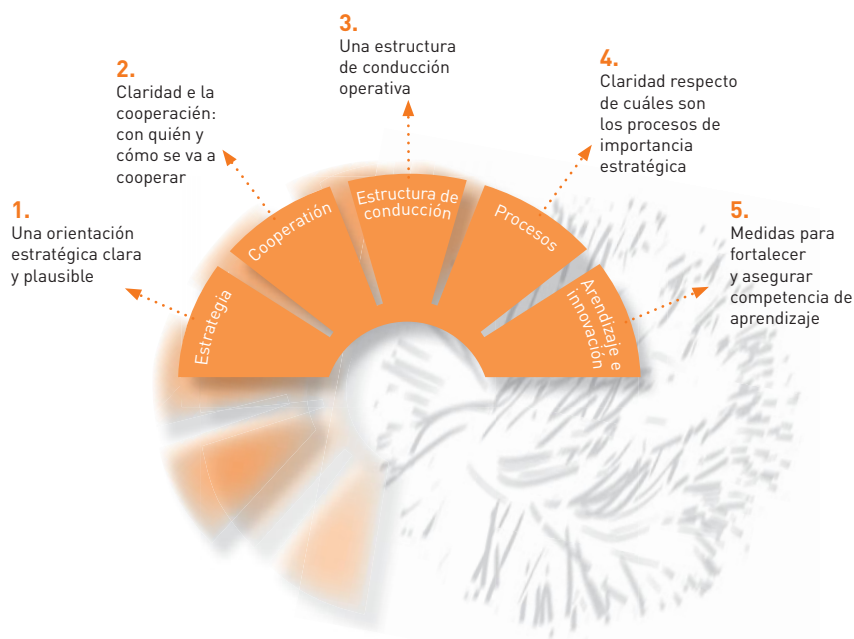 1.
Una orientación
estratégica clara
y plausible
2.
Claridad e la
cooperacién:
con quién y
cómo se va a
cooperar
3.
Una estructura
de conducción
operativa
4.
Claridad respecto
de cuáles son
los procesos de
importancia
estratégica
5.
Medidas para
fortalecer
y asegurar
competencia de
aprendizaje
Estrategia
Cooperatión
Estructura de
conducción
Procesos
Arendizaje e
innovación